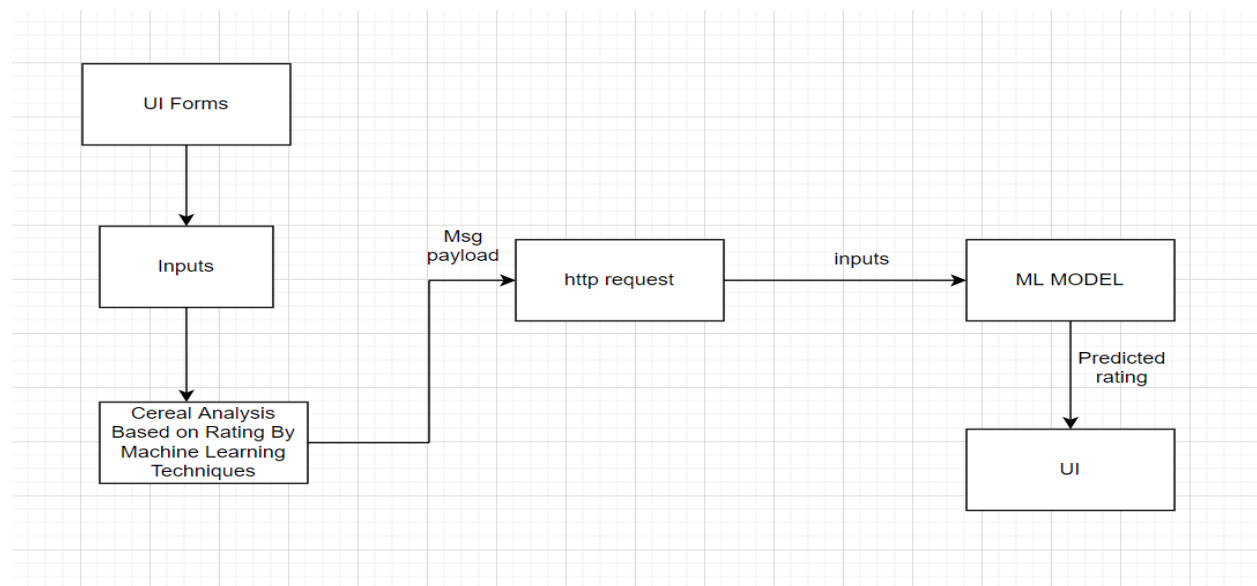 UI Forms
Inputs
Cereal Analysis
Based on Rating By
Machine Learning
Techniques
Msg
payload
http request
inputs
ML MODEL
Predicted
rating
UI